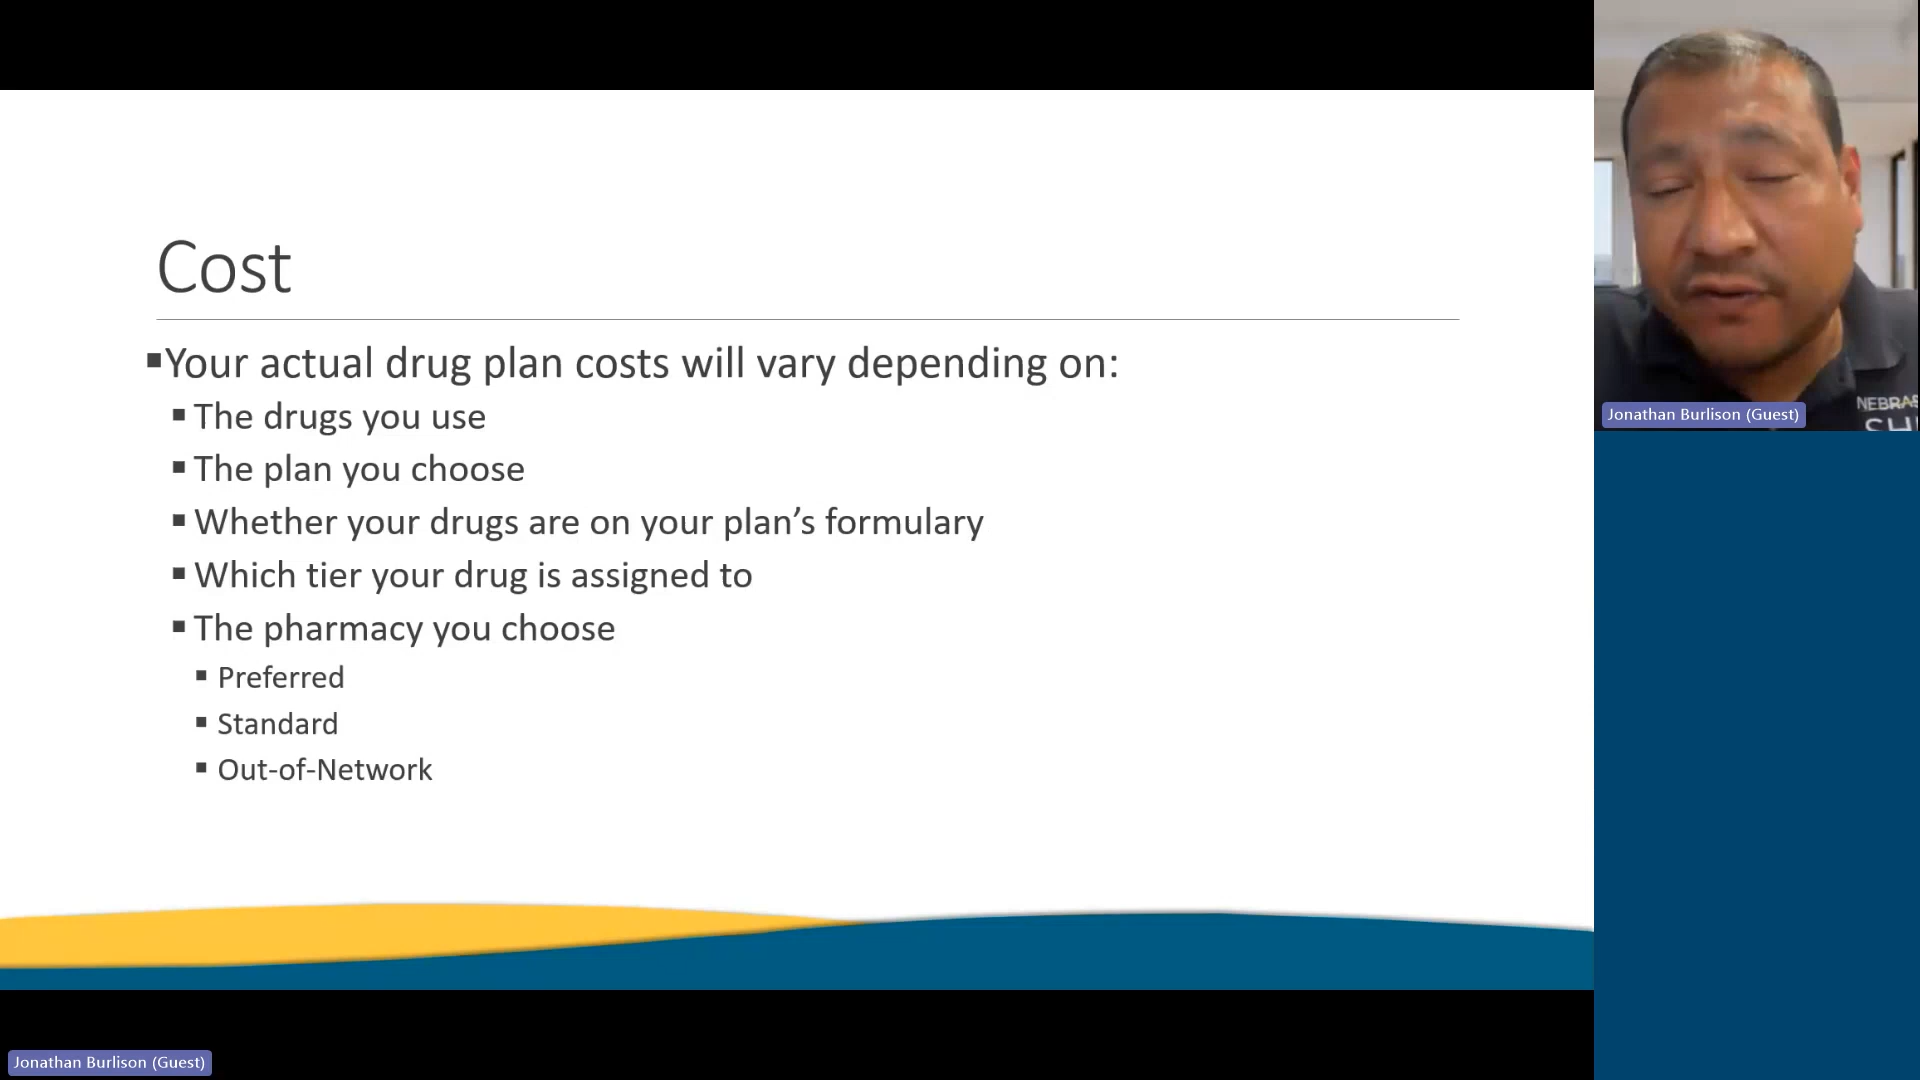 Cost
Your actual drug plan costs will vary depending on:
The drugs you use
The plan you choose
Whether your drugs are on your plan’s formulary
Which tier your drug is assigned to
The pharmacy you choose
Preferred
Standard
Out-of-Network
Jonathan Burlison (Guest)
Jonathan Burlison (Guest)